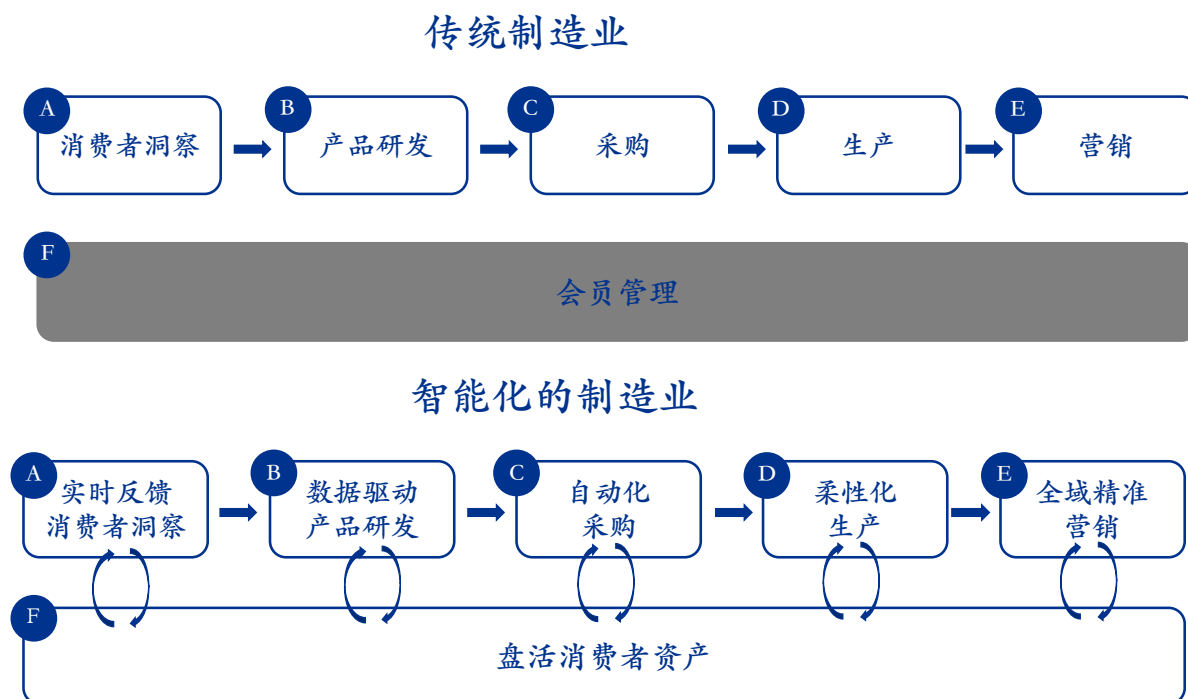 传统制造业
A
消费者洞察
B
产品研发
C
采购
D
生产
E
营销
F
会员管理
智能化的制造业
A
实时反馈
消费者洞察
B
数据驱动
产品研发
C
自动化
采购
D
柔性化
生产
E
全域精准
营销
F
盘活消费者资产